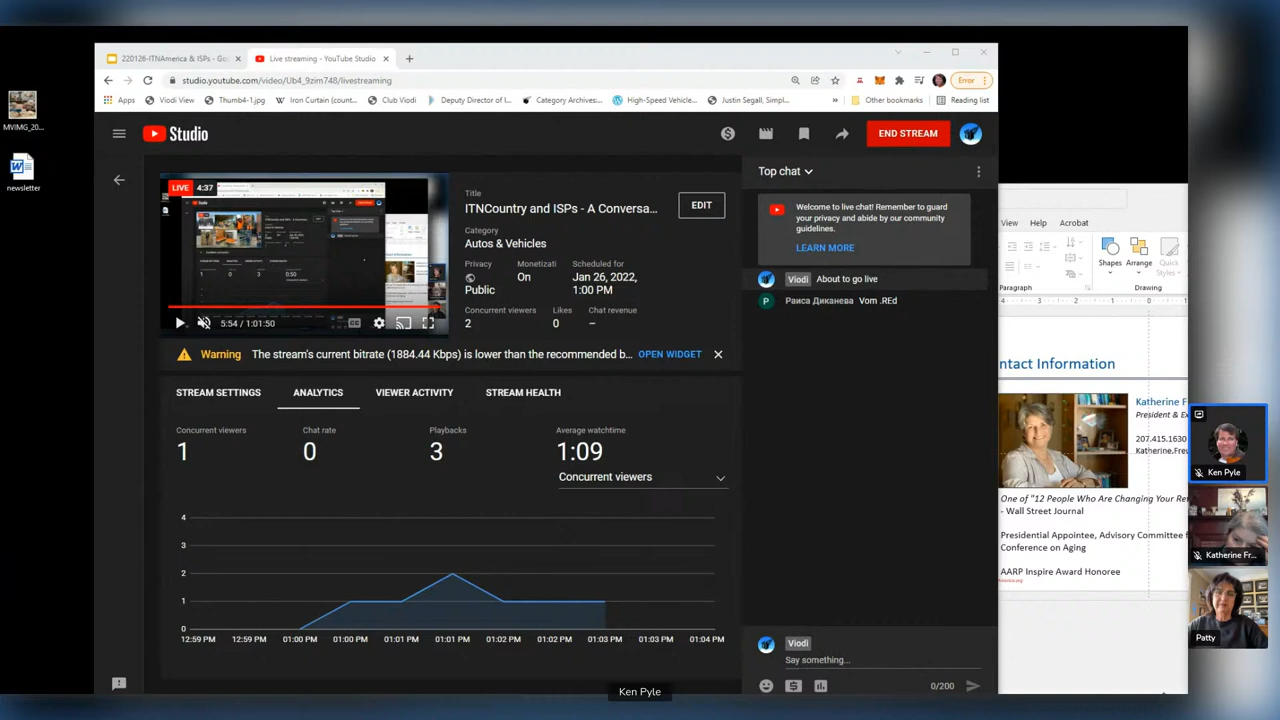 220126-ITNAmerica & ISPs - Go
Live streaming - YouTube Studio
studio.youtube.com/video/Ub4_9zim748/livestreaming
Error
Apps
Viodi View
Thumb4-1.jpg
Iron Curtain (count...
Club Viodi
Deputy Director of I...
Category Archives:...
High-Speed Vehicle...
Justin Segall, Simpl...
»
Other bookmarks
Reading list
MVIMG_20...
newsletter
Studio
END STREAM
LIVE 4:37
5:54 / 1:01:50
Title
ITNCountry and ISPs - A Conversa...
EDIT
Category
Autos & Vehicles
Privacy
Public
Monetizati
On
Scheduled for
Jan 26, 2022,
1:00 PM
Concurrent viewers
2
Likes
0
Chat revenue
–
Warning
The stream's current bitrate (1884.44 Kbps) is lower than the recommended b...
OPEN WIDGET
STREAM SETTINGS
ANALYTICS
VIEWER ACTIVITY
STREAM HEALTH
Concurrent viewers
1
Chat rate
0
Playbacks
3
Average watchtime
1:09
Concurrent viewers
4
3
2
1
0
12:59 PM 12:59 PM 01:00 PM 01:00 PM 01:01 PM 01:01 PM 01:02 PM 01:02 PM 01:03 PM 01:03 PM 01:04 PM
Top chat
Welcome to live chat! Remember to guard
your privacy and abide by our community
guidelines.
LEARN MORE
Viodi About to go live
P Раиса Диканева Vom .REd
Viodi
Say something...
0/200
View Help Acrobat
Shapes Arrange Quick
Styles
Paragraph
Drawing
ntact Information
Katherine F
President & Ex
207.415.1630
Katherine.Freu
One of "12 People Who Are Changing Your Ret
- Wall Street Journal
Presidential Appointee, Advisory Committee f
Conference on Aging
AARP Inspire Award Honoree
Ken Pyle
Katherine Fr...
Patty
Ken Pyle